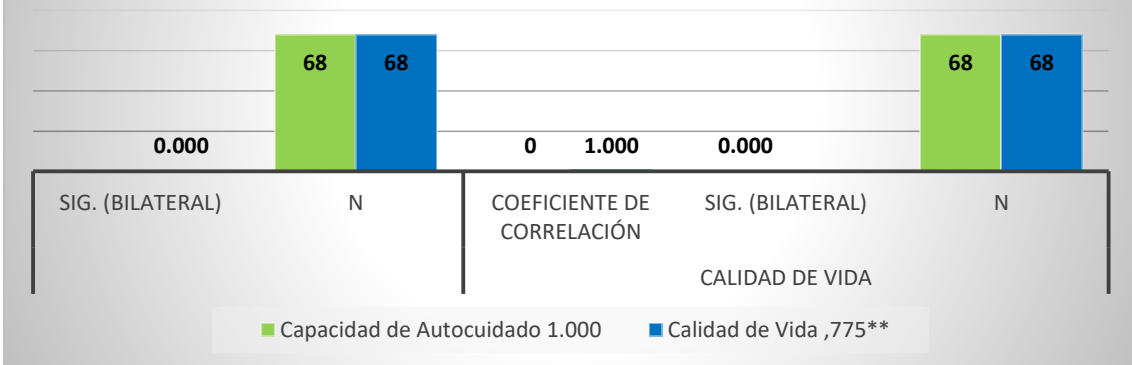 68 68 68 68
0.000 0 1.000 0.000
SIG. (BILATERAL) N COEFICIENTE DE SIG. (BILATERAL) N
CORRELACIÓN
CALIDAD DE VIDA
Capacidad de Autocuidado 1.000 Calidad de Vida ,775**